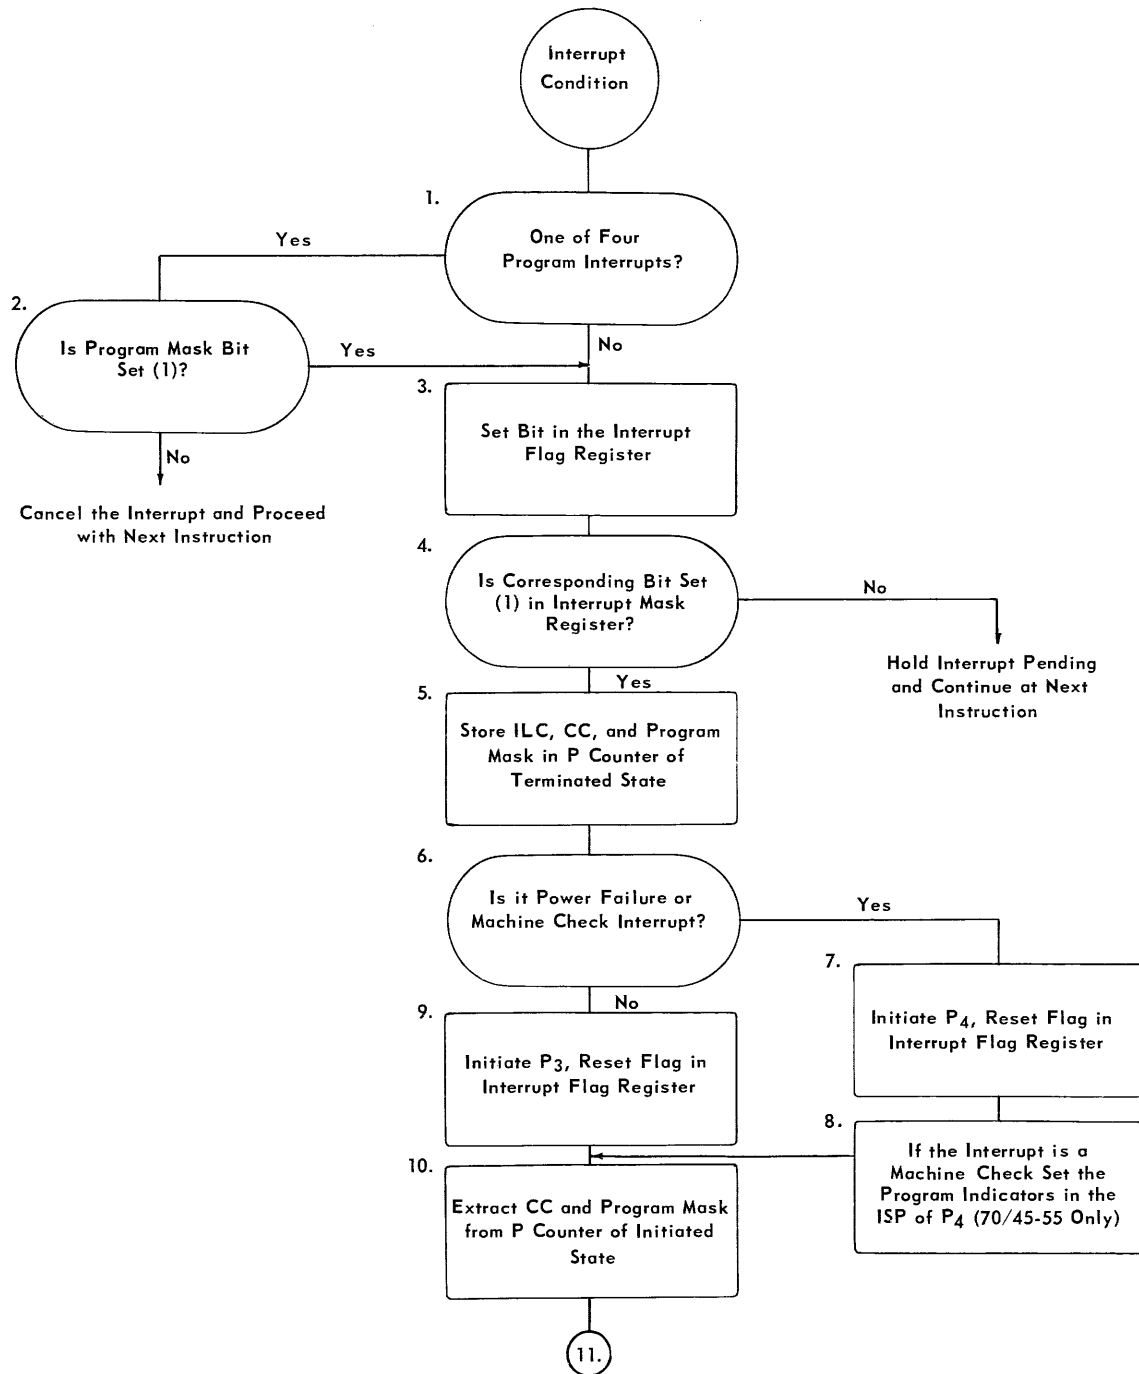 Interrupt
Condition
1.
One of Four
Program Interrupts?
Yes
2.
Is Program Mask Bit
Set (1)?
Yes
No
No
Cancel the Interrupt and Proceed
with Next Instruction
3.
Set Bit in the Interrupt
Flag Register
4.
Is Corresponding Bit Set
(1) in Interrupt Mask
Register?
No
Hold Interrupt Pending
and Continue at Next
Instruction
Yes
5.
Store ILC, CC, and Program
Mask in P Counter of
Terminated State
6.
Is it Power Failure or
Machine Check Interrupt?
Yes
7.
Initiate P4, Reset Flag in
Interrupt Flag Register
No
9.
Initiate P3, Reset Flag in
Interrupt Flag Register
8.
If the Interrupt is a
Machine Check Set the
Program Indicators in the
ISP of P4 (70/45-55 Only)
10.
Extract CC and Program Mask
from P Counter of Initiated
State
11.